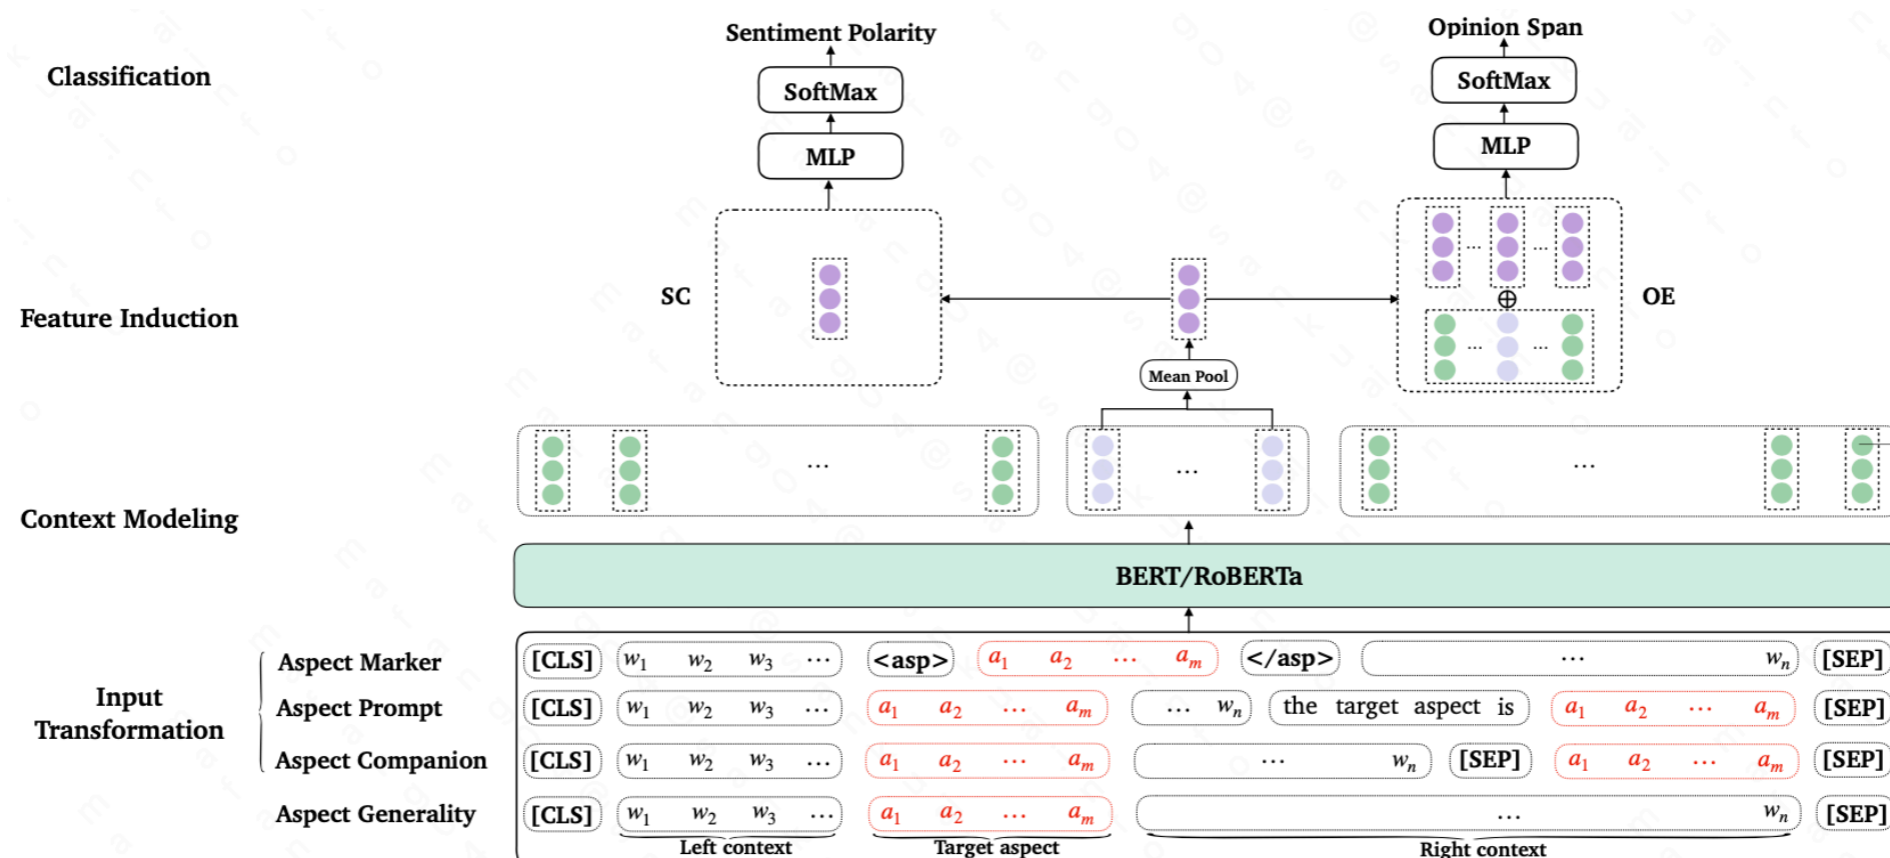 Sentiment Polarity
Opinion Span
Classification
SoftMax
SoftMax
MLP
MLP
SC
OE
Feature Induction
... ...
⊕
... ...
Mean Pool
... ... ...
Context Modeling
BERT/RoBERTa
Input Transformation
Aspect Marker [CLS] w1 w2 w3 ... <asp> a1 a2 ... am </asp> ... wn [SEP]
Aspect Prompt [CLS] w1 w2 w3 ... a1 a2 ... am ... wn the target aspect is a1 a2 ... am [SEP]
Aspect Companion [CLS] w1 w2 w3 ... a1 a2 ... am ... wn [SEP] a1 a2 ... am [SEP]
Aspect Generality [CLS] w1 w2 w3 ... a1 a2 ... am ... wn [SEP]
Left context Target aspect Right context